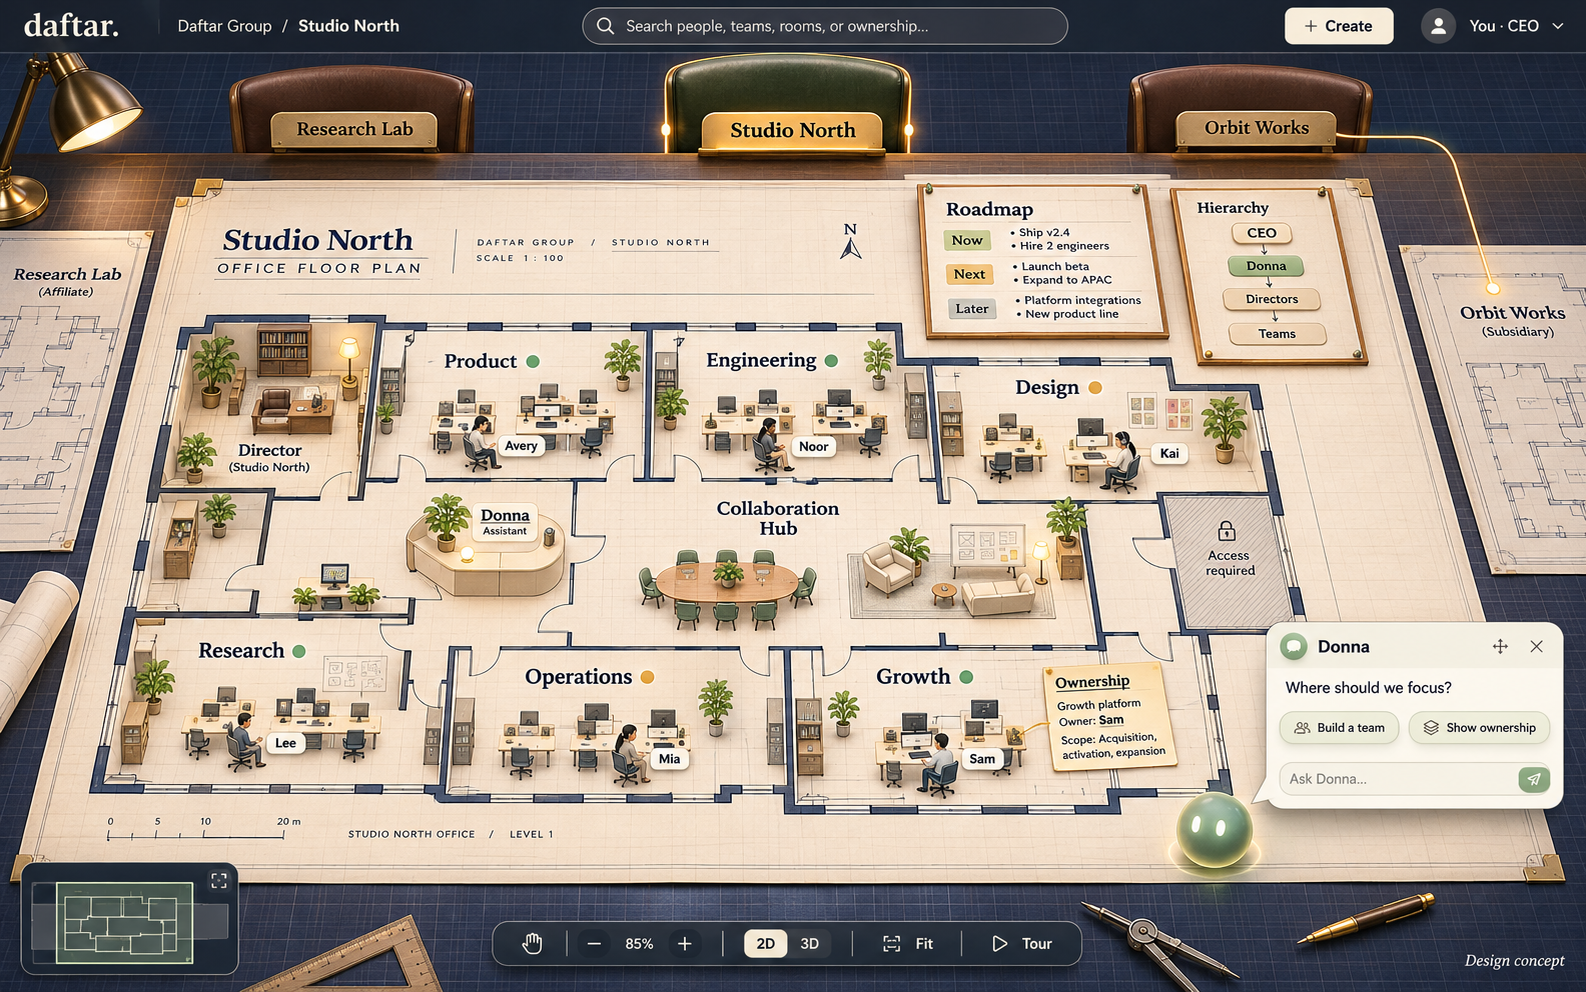 daftar.
Daftar Group / Studio North
Search people, teams, rooms, or ownership...
+ Create
You · CEO
Research Lab
Studio North
Orbit Works
Studio North
OFFICE FLOOR PLAN
DAFTAR GROUP / STUDIO NORTH
SCALE 1 : 100
N
Roadmap
Now
• Ship v2.4
• Hire 2 engineers
Next
• Launch beta
• Expand to APAC
Later
• Platform integrations
• New product line
Hierarchy
CEO
Donna
Directors
Teams
Research Lab
(Affiliate)
Orbit Works
(Subsidiary)
Product
Avery
Engineering
Noor
Design
Kai
Director
(Studio North)
Donna
Assistant
Collaboration
Hub
Access
required
Research
Lee
Operations
Mia
Growth
Sam
Ownership
Growth platform
Owner: Sam
Scope: Acquisition,
activation, expansion
Donna
Where should we focus?
Build a team
Show ownership
Ask Donna...
0 5 10 20 m
STUDIO NORTH OFFICE / LEVEL 1
85%
2D
3D
Fit
Tour
Design concept